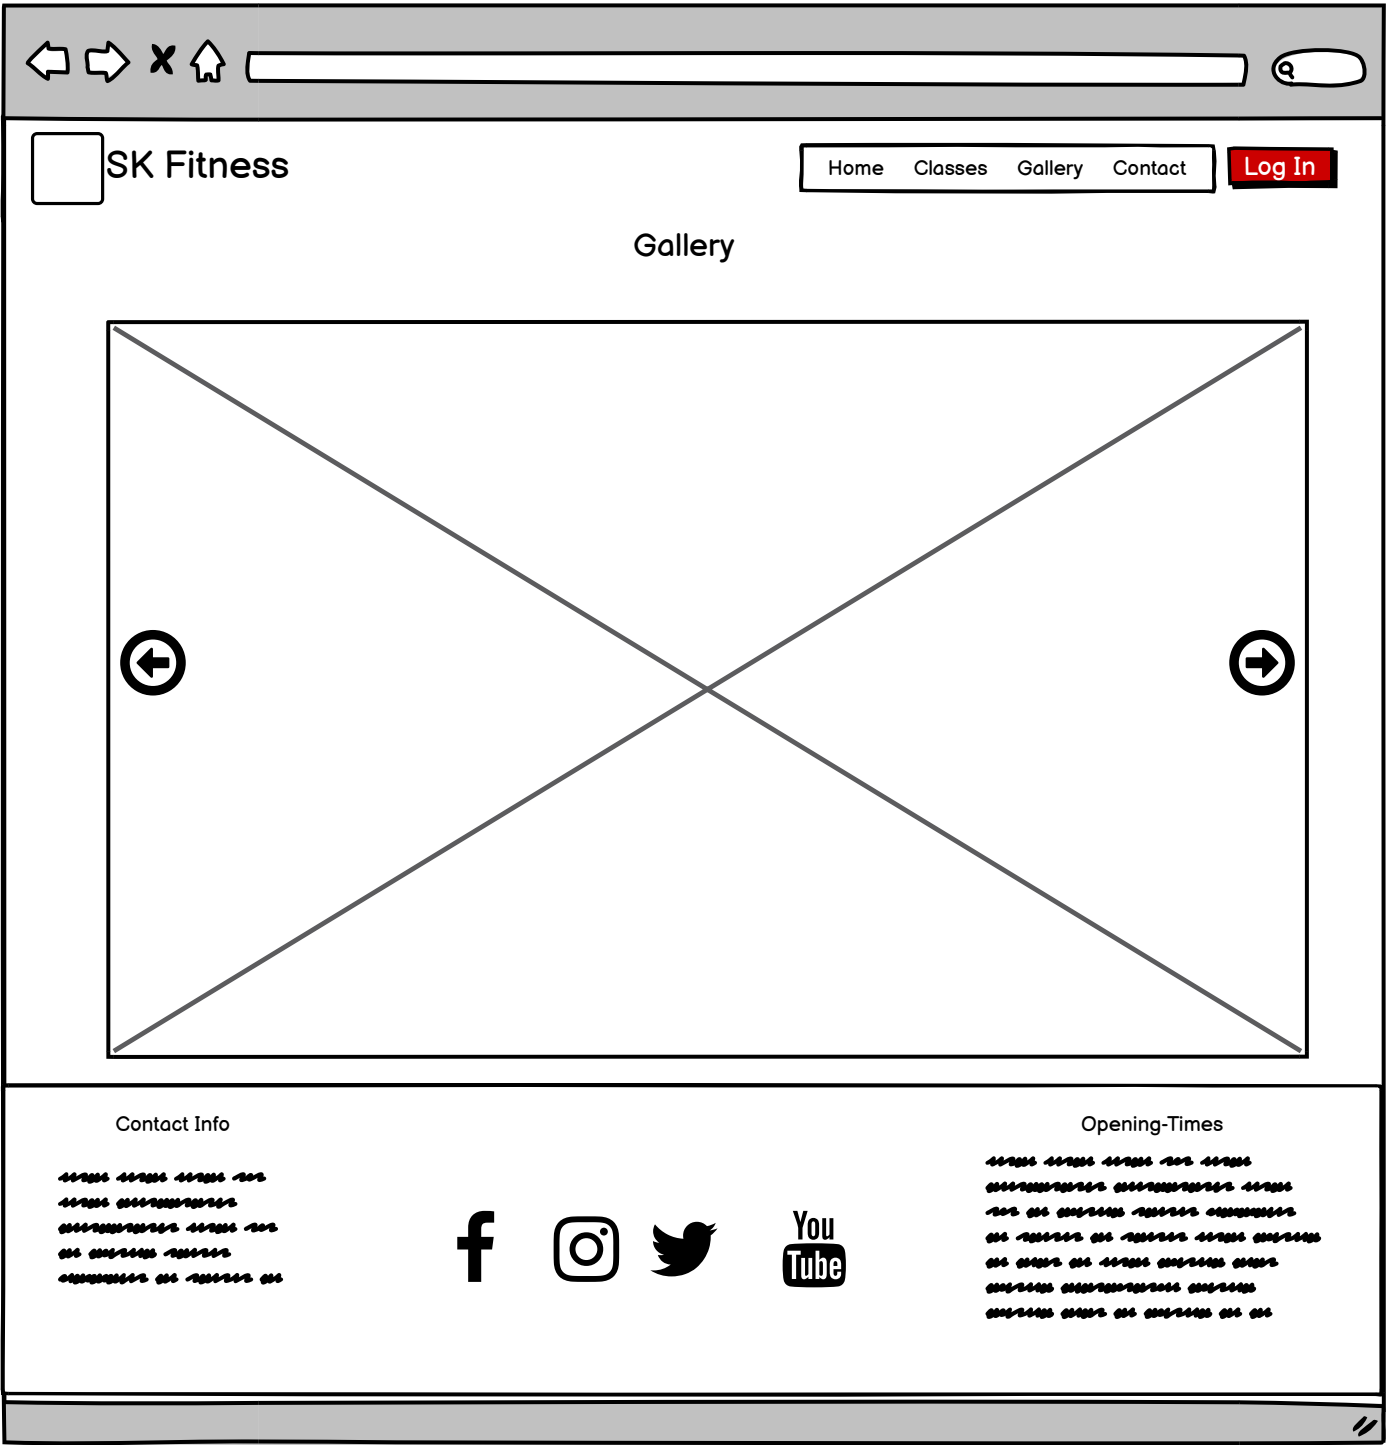 SK Fitness
Home Classes Gallery Contact
Log In
Gallery
Contact Info
Opening-Times
You
Tube